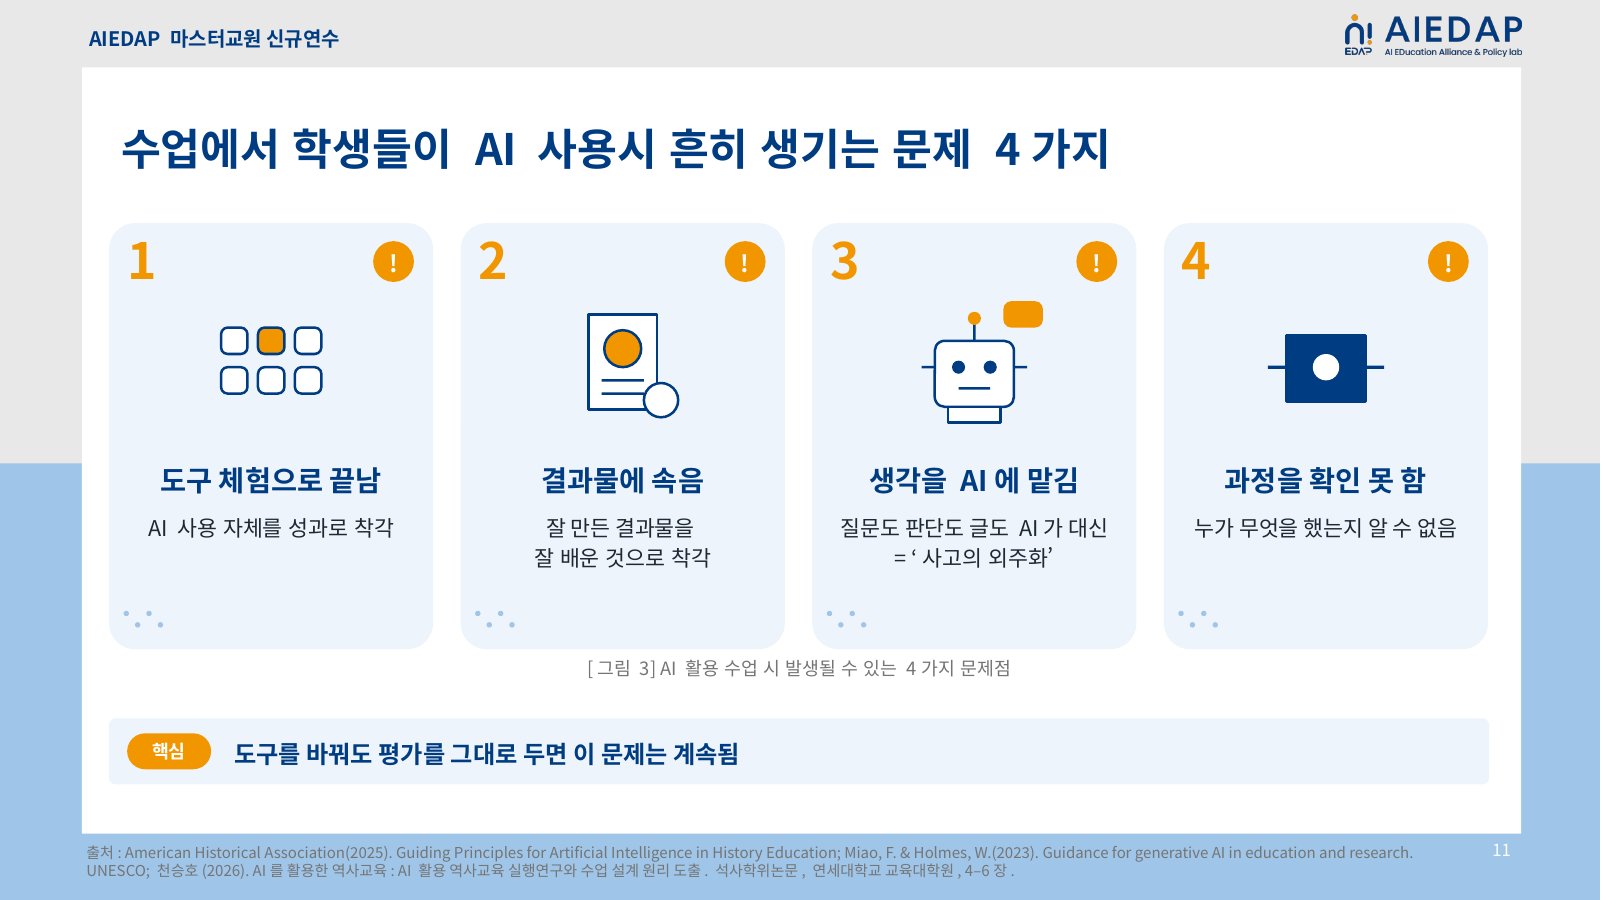 AIEDAP 마스터교원 신규연수
AIEDAP
EDAP
AI EDucation Alliance & Policy lab
수업에서 학생들이 AI 사용시 흔히 생기는 문제 4 가지
1
!
2
!
3
!
4
!
도구 체험으로 끝남
AI 사용 자체를 성과로 착각
결과물에 속음
잘 만든 결과물을
잘 배운 것으로 착각
생각을 AI 에 맡김
질문도 판단도 글도 AI 가 대신
= ‘ 사고의 외주화’
과정을 확인 못 함
누가 무엇을 했는지 알 수 없음
[ 그림 3] AI 활용 수업 시 발생될 수 있는 4 가지 문제점
핵심
도구를 바꿔도 평가를 그대로 두면 이 문제는 계속됨
출처 : American Historical Association(2025). Guiding Principles for Artificial Intelligence in History Education; Miao, F. & Holmes, W.(2023). Guidance for generative AI in education and research.
UNESCO; 천승호 (2026). AI 를 활용한 역사교육 : AI 활용 역사교육 실행연구와 수업 설계 원리 도출 . 석사학위논문 , 연세대학교 교육대학원 , 4–6 장 .
11